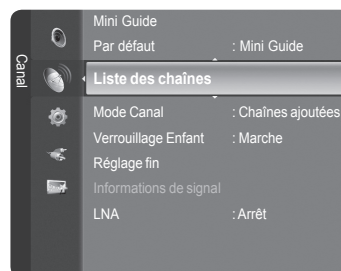 Canal
Mini Guide
Par défaut : Mini Guide
Liste des chaînes
Mode Canal : Chaînes ajoutées
Verrouillage Enfant : Marche
Réglage fin
Informations de signal
LNA : Arrêt